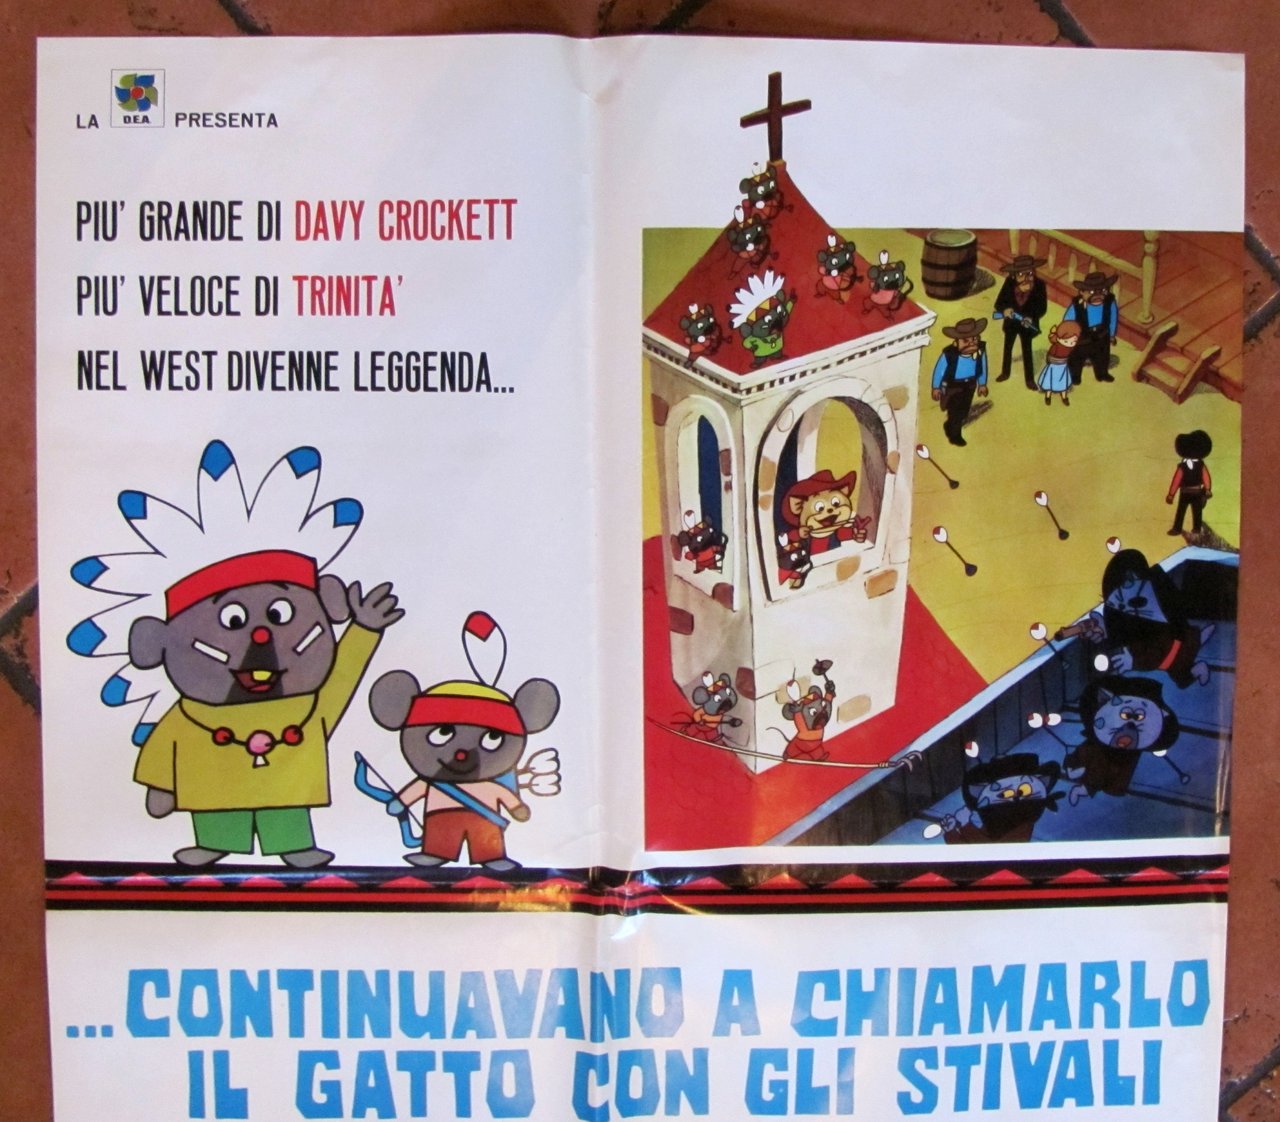 LA D.E.A. PRESENTA
PIU' GRANDE DI DAVY CROCKETT
PIU' VELOCE DI TRINITA'
NEL WEST DIVENNE LEGGENDA...
...CONTINUAVANO A CHIAMARLO
IL GATTO CON GLI STIVALI